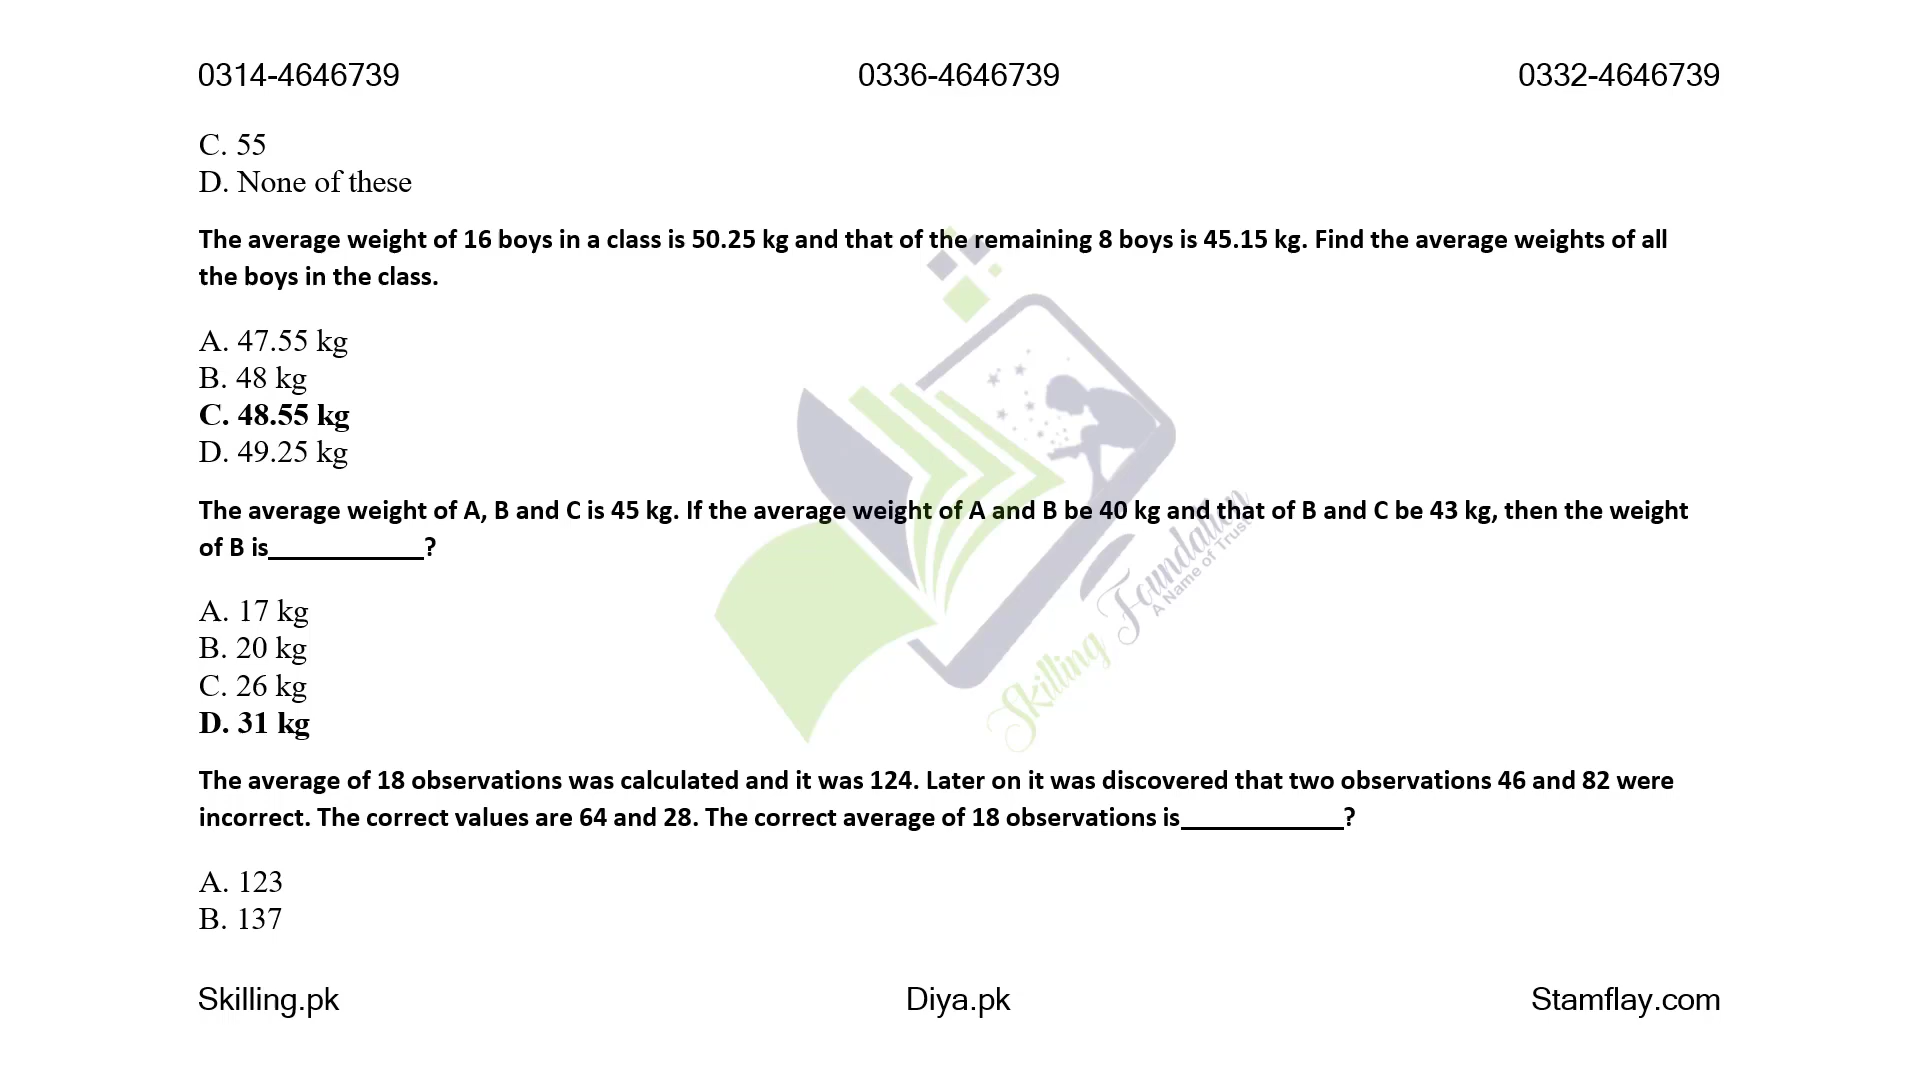 0314-4646739 0336-4646739 0332-4646739
C. 55
D. None of these
The average weight of 16 boys in a class is 50.25 kg and that of the remaining 8 boys is 45.15 kg. Find the average weights of all
the boys in the class.
A. 47.55 kg
B. 48 kg
C. 48.55 kg
D. 49.25 kg
The average weight of A, B and C is 45 kg. If the average weight of A and B be 40 kg and that of B and C be 43 kg, then the weight
of B is____________?
A. 17 kg
B. 20 kg
C. 26 kg
D. 31 kg
Skilling Foundation
A Name of Trust
The average of 18 observations was calculated and it was 124. Later on it was discovered that two observations 46 and 82 were
incorrect. The correct values are 64 and 28. The correct average of 18 observations is____________?
A. 123
B. 137
Skilling.pk Diya.pk Stamflay.com